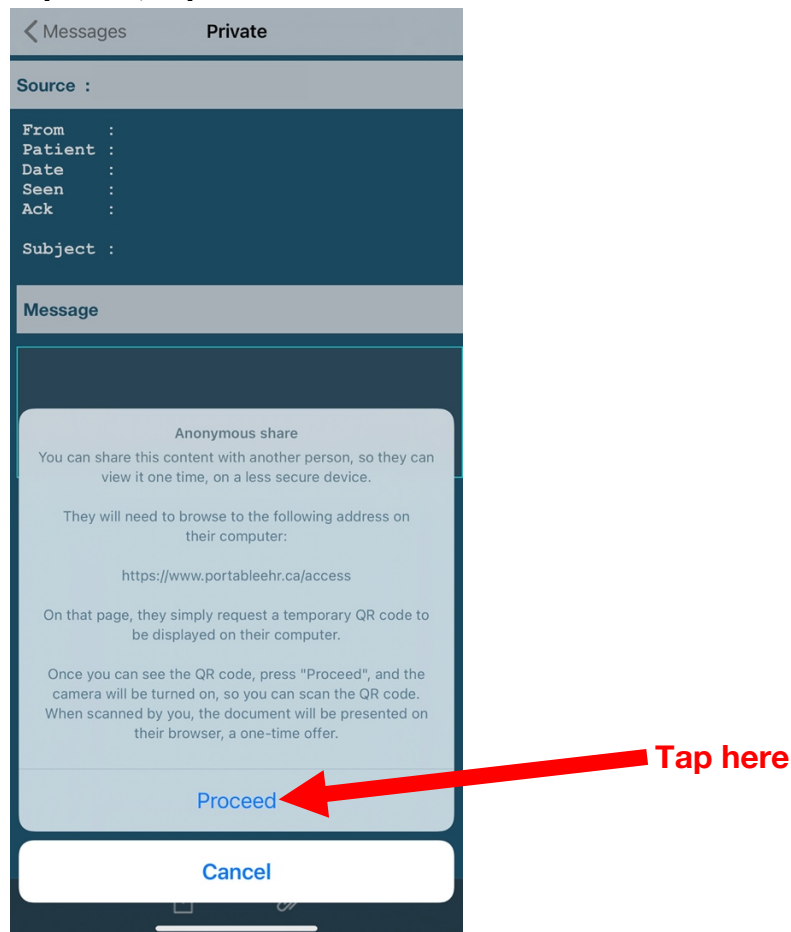 Messages Private
Source :
From :
Patient :
Date :
Seen :
Ack :
Subject :
Message
Anonymous share
You can share this content with another person, so they can
view it one time, on a less secure device.
They will need to browse to the following address on
their computer:
https://www.portableehr.ca/access
On that page, they simply request a temporary QR code to
be displayed on their computer.
Once you can see the QR code, press "Proceed", and the
camera will be turned on, so you can scan the QR code.
When scanned by you, the document will be presented on
their browser, a one-time offer.
Tap here
Proceed
Cancel